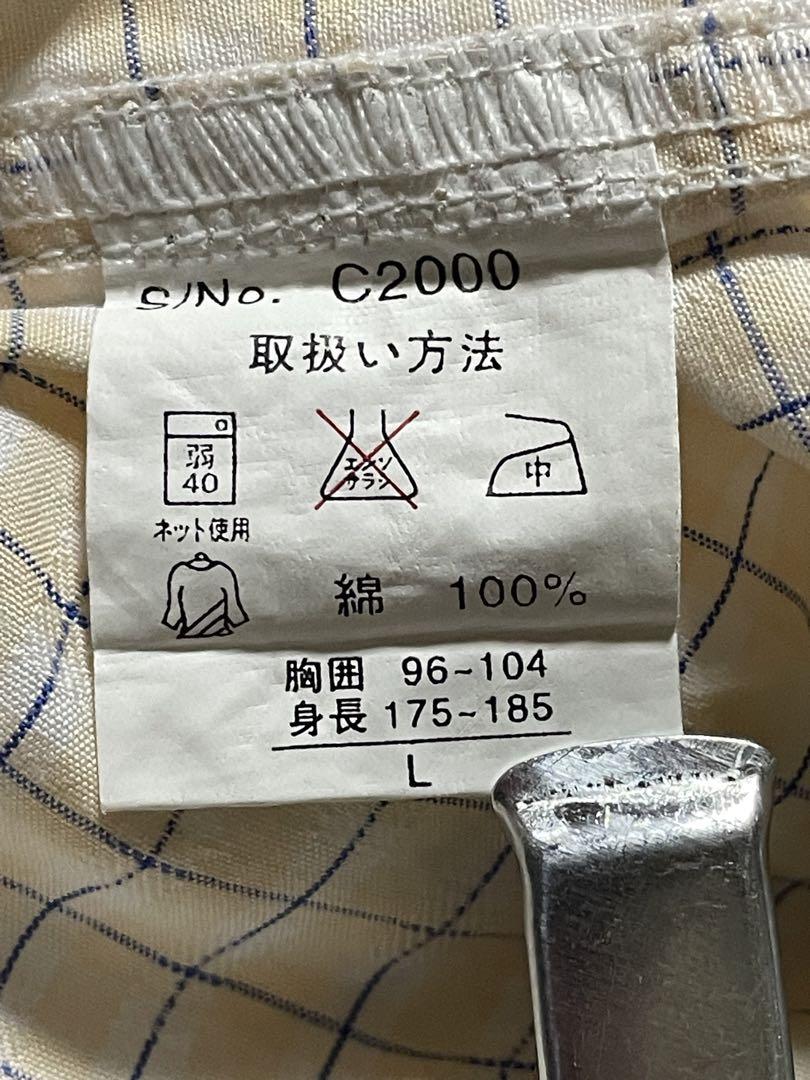 S/No. C2000
取扱い方法
弱
40
エンソ
サラシ
中
ネット使用
綿 100%
胸囲 96~104
身長 175~185
L